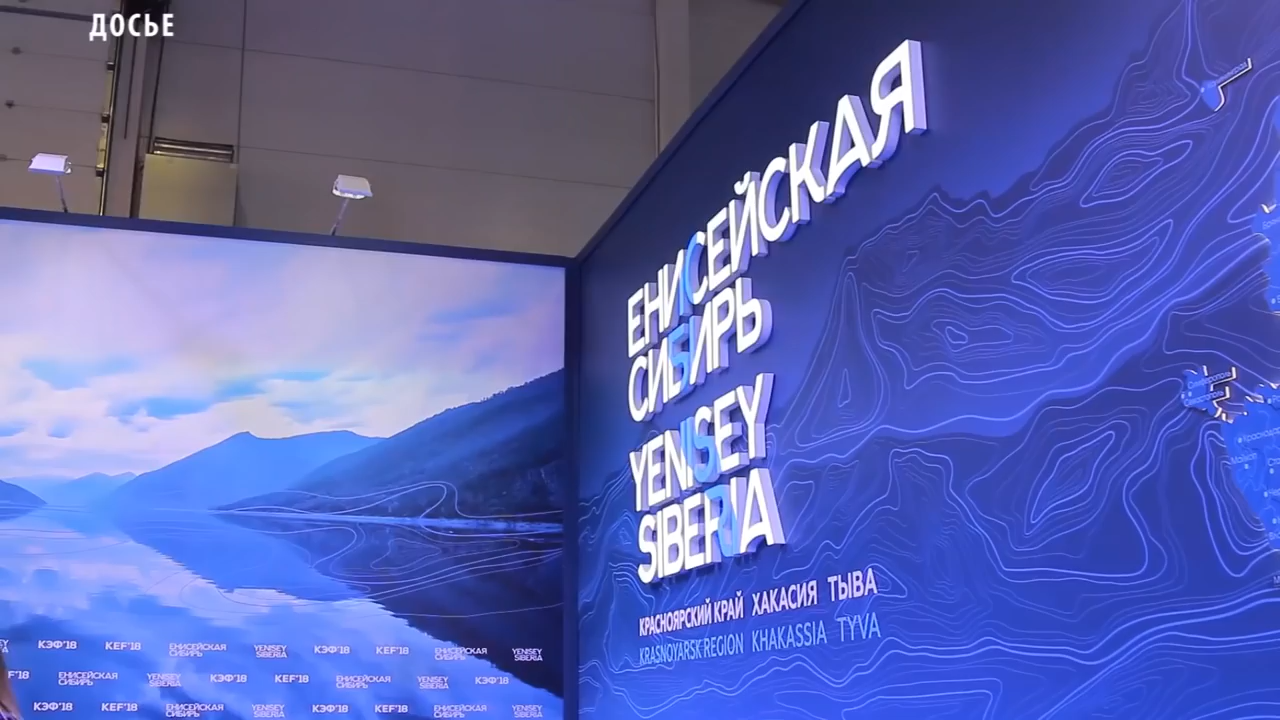 ДОСЬЕ
ЕНИСЕЙСКАЯ
СИБИРЬ
YENISEY
SIBERIA
КРАСНОЯРСКИЙ КРАЙ ХАКАСИЯ ТЫВА
KRASNOYARSK REGION KHAKASSIA TYVA
Симферополь
Севастополь
Майкоп
КЭФ'18 KEF'18 ЕНИСЕЙСКАЯ СИБИРЬ YENISEY SIBERIA КЭФ'18 KEF'18 ЕНИСЕЙСКАЯ СИБИРЬ YENISEY SIBERIA
ЕНИСЕЙСКАЯ СИБИРЬ YENISEY SIBERIA КЭФ'18 KEF'18 ЕНИСЕЙСКАЯ СИБИРЬ YENISEY SIBERIA КЭФ'18
КЭФ'18 KEF'18 ЕНИСЕЙСКАЯ СИБИРЬ YENISEY SIBERIA КЭФ'18 KEF'18 ЕНИСЕЙСКАЯ СИБИРЬ YENISEY SIBERIA